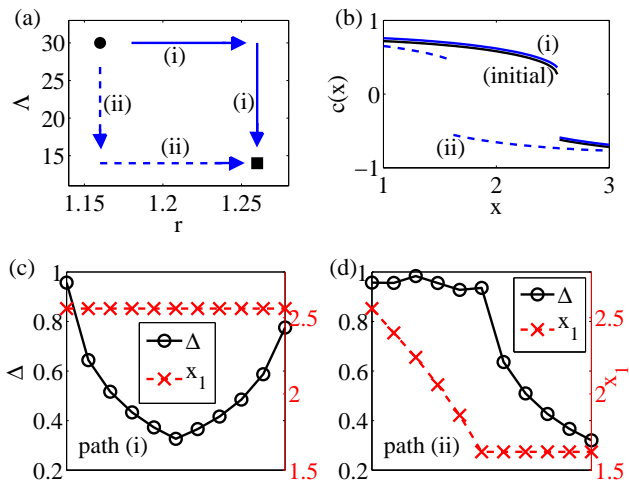 (a)
30
25
20
15
Λ
(i)
(i)
(ii)
(ii)
1.15
1.2
1.25
r
(b)
1
0
−1
c(x)
(i)
(initial)
(ii)
1
2
3
x
(c)
1
0.8
0.6
0.4
0.2
Δ
Δ
x1
path (i)
2.5
2
1.5
(d)
1
0.8
0.6
0.4
0.2
Δ
x1
path (ii)
2.5
2
1.5
x1